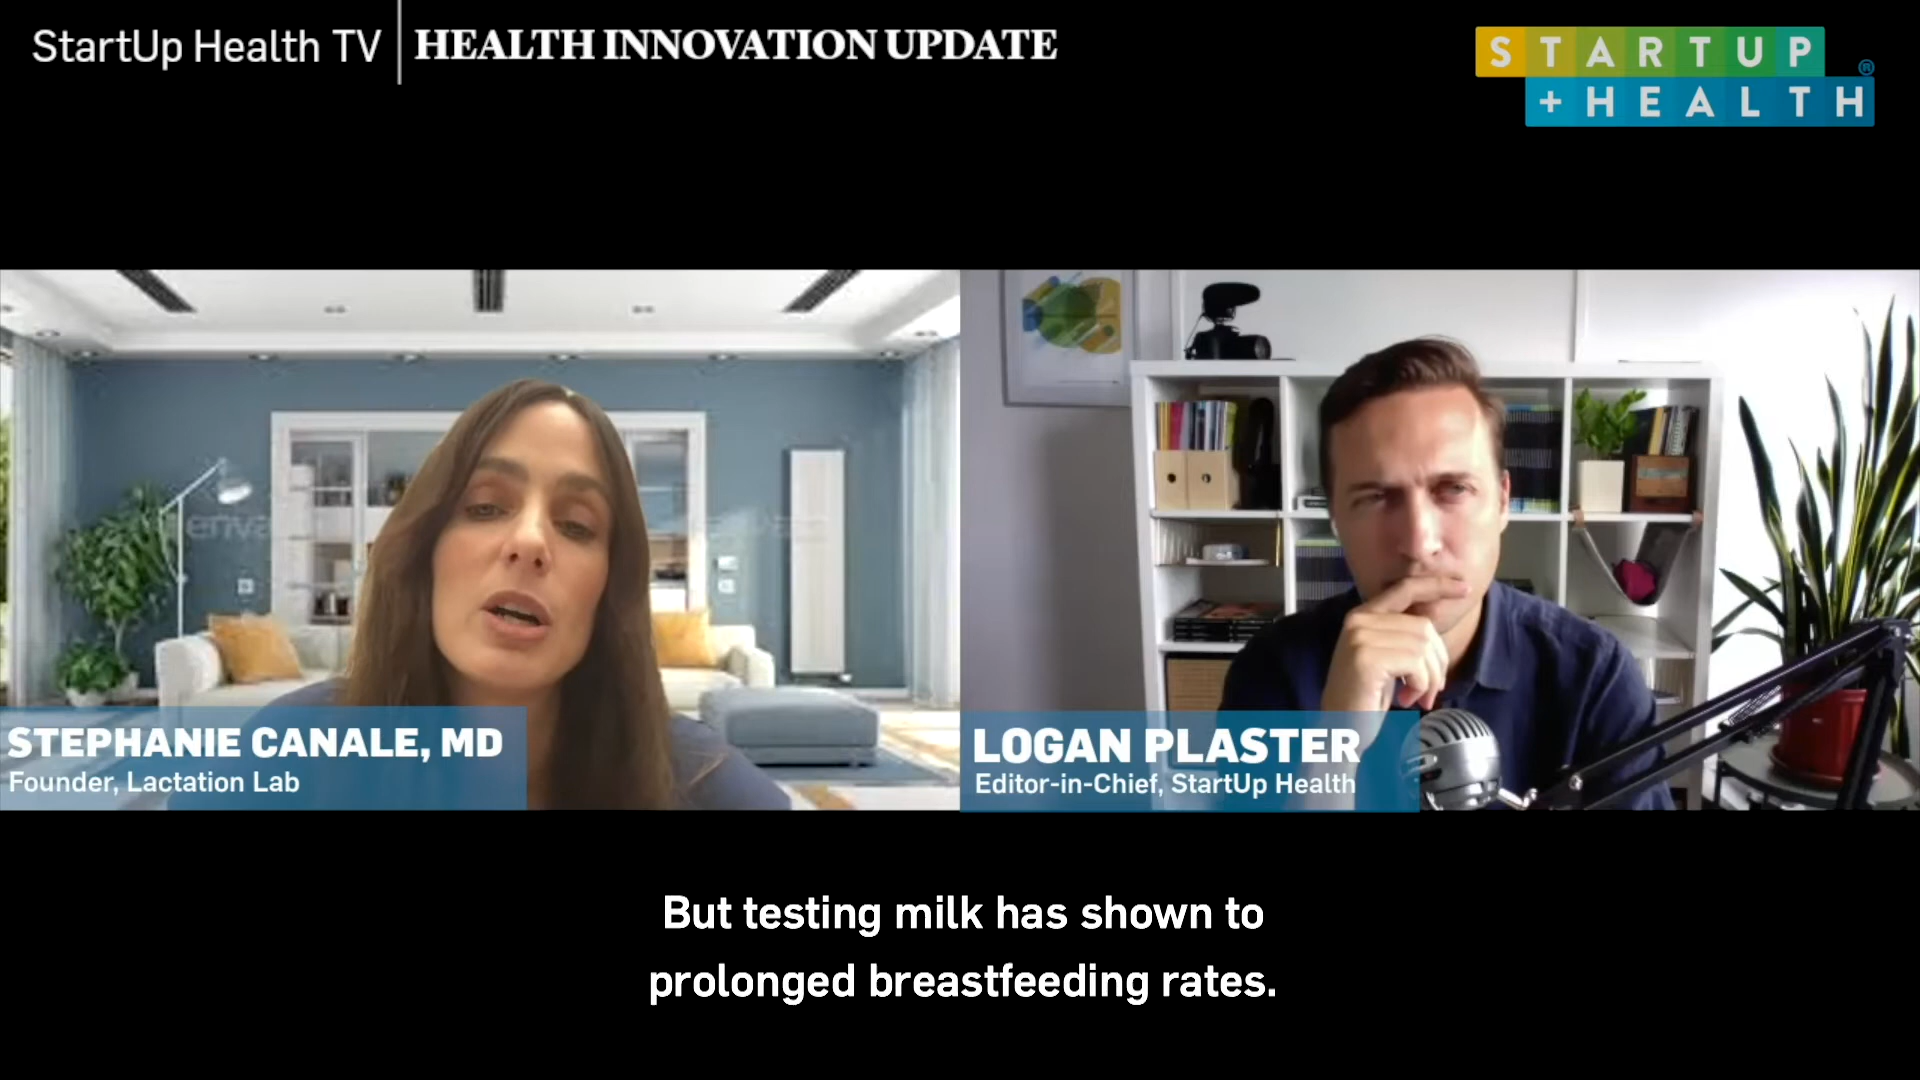 StartUp Health TV
HEALTH INNOVATION UPDATE
STARTUP
+HEALTH®
enva
STEPHANIE CANALE, MD
Founder, Lactation Lab
LOGAN PLASTER
Editor-in-Chief, StartUp Health
But testing milk has shown to
prolonged breastfeeding rates.